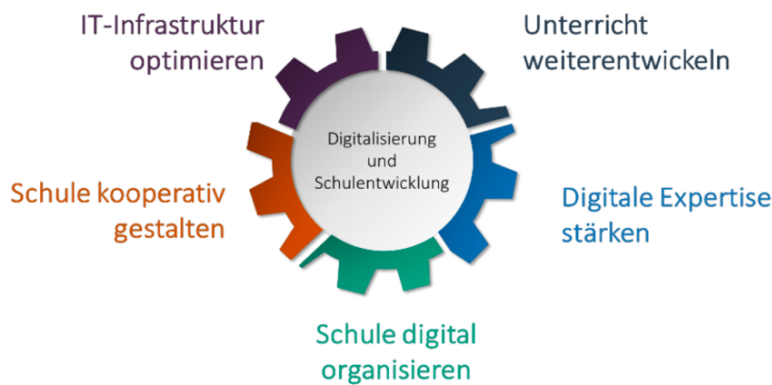 IT-Infrastruktur
optimieren
Unterricht
weiterentwickeln
Digitalisierung
und
Schulentwicklung
Schule kooperativ
gestalten
Digitale Expertise
stärken
Schule digital
organisieren